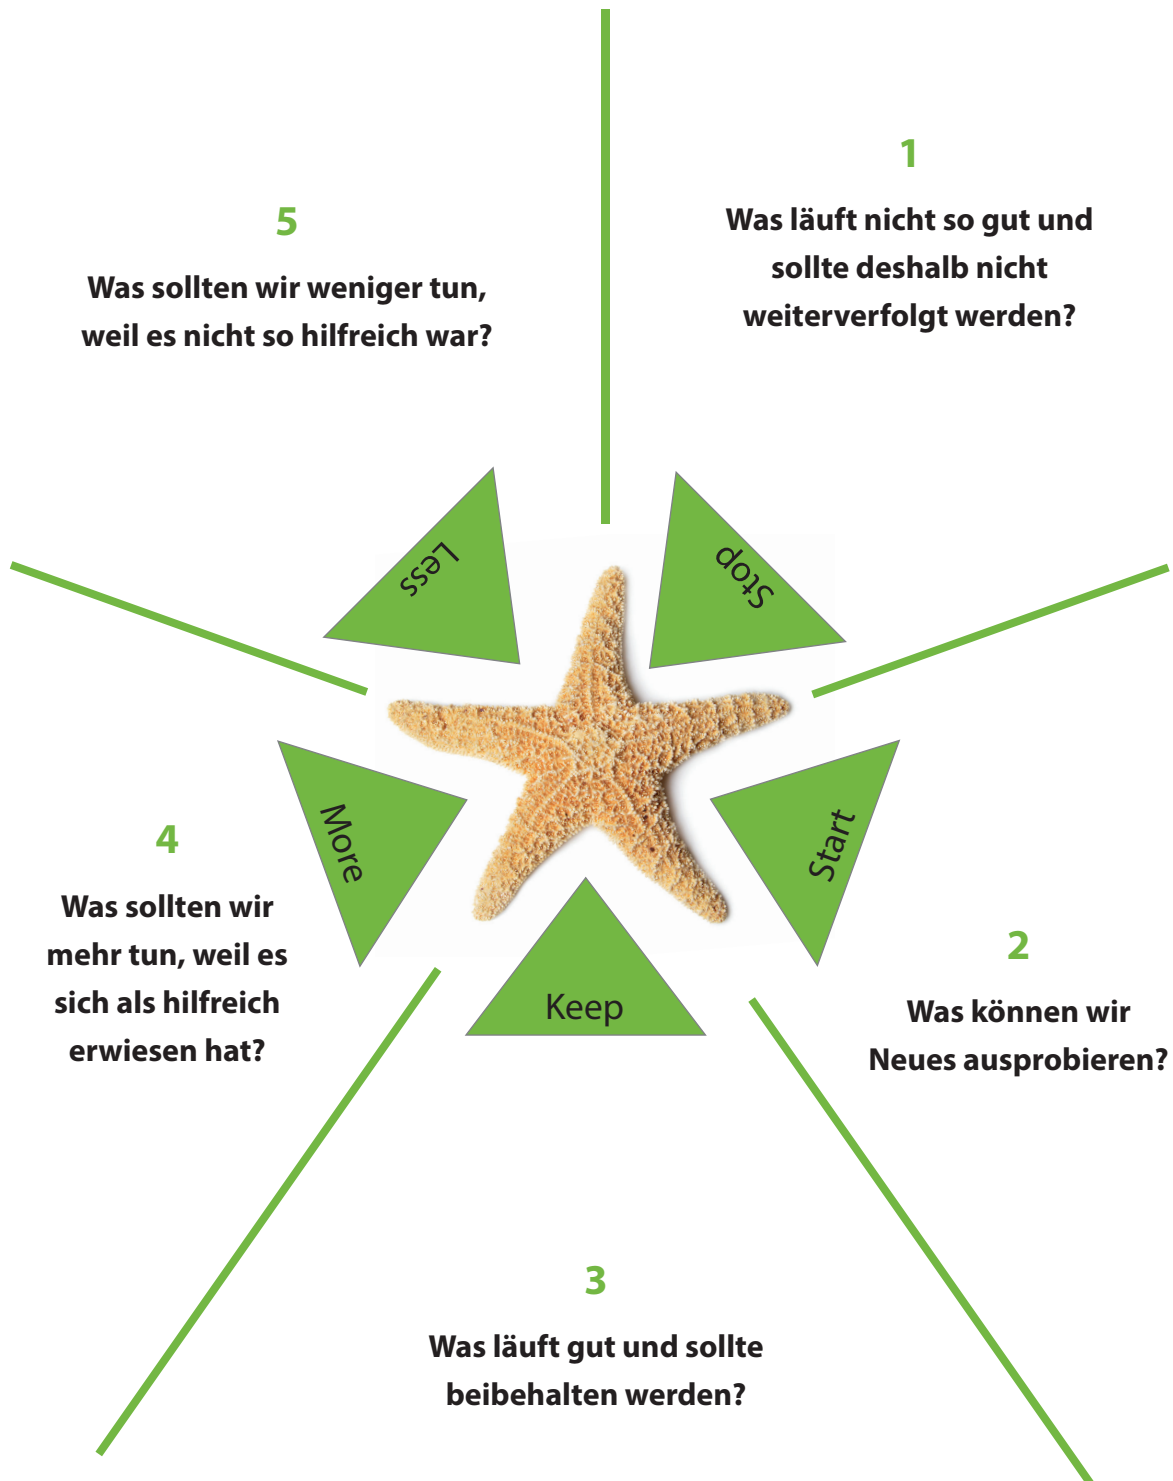 1
Was läuft nicht so gut und
sollte deshalb nicht
weiterverfolgt werden?
Stop
2
Was können wir
Neues ausprobieren?
Start
3
Was läuft gut und sollte
beibehalten werden?
Keep
4
Was sollten wir
mehr tun, weil es
sich als hilfreich
erwiesen hat?
More
5
Was sollten wir weniger tun,
weil es nicht so hilfreich war?
Less